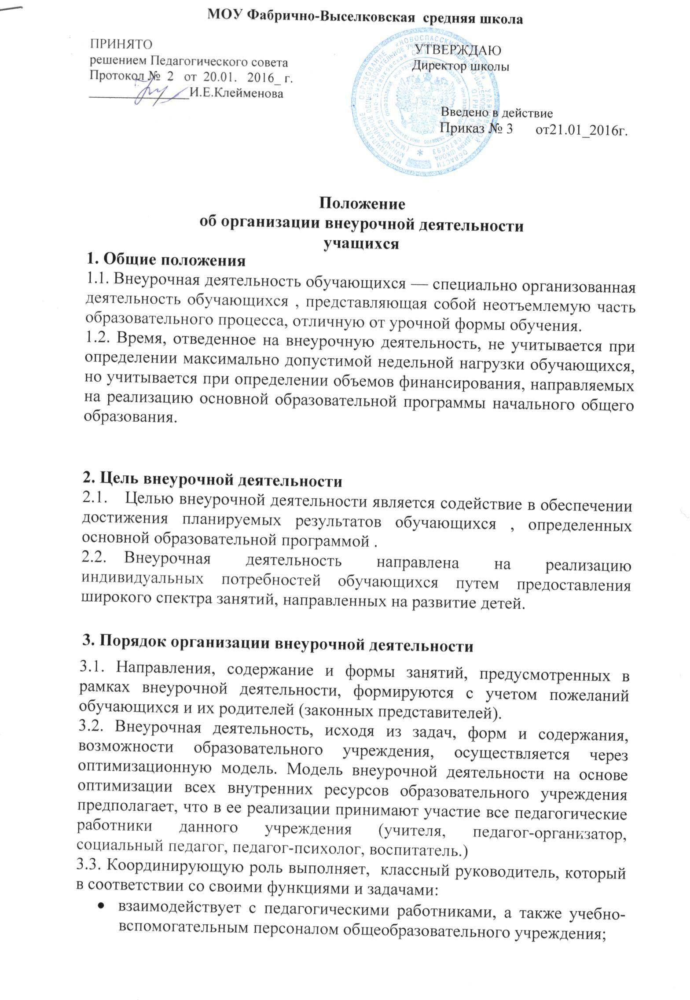 МОУ Фабрично-Выселковская средняя школа
ПРИНЯТО
решением Педагогического совета
Протокол № 2 от 20.01. 2016_ г.
________________И.Е.Клейменова
УТВЕРЖДАЮ
Директор школы
Введено в действие
Приказ № 3 от21.01_2016г.
Положение
об организации внеурочной деятельности
учащихся
1. Общие положения
1.1. Внеурочная деятельность обучающихся — специально организованная
деятельность обучающихся , представляющая собой неотъемлемую часть
образовательного процесса, отличную от урочной формы обучения.
1.2. Время, отведенное на внеурочную деятельность, не учитывается при
определении максимально допустимой недельной нагрузки обучающихся,
но учитывается при определении объемов финансирования, направляемых
на реализацию основной образовательной программы начального общего
образования.
2. Цель внеурочной деятельности
2.1. Целью внеурочной деятельности является содействие в обеспечении
достижения планируемых результатов обучающихся , определенных
основной образовательной программой .
2.2. Внеурочная деятельность направлена на реализацию
индивидуальных потребностей обучающихся путем предоставления
широкого спектра занятий, направленных на развитие детей.
3. Порядок организации внеурочной деятельности
3.1. Направления, содержание и формы занятий, предусмотренных в
рамках внеурочной деятельности, формируются с учетом пожеланий
обучающихся и их родителей (законных представителей).
3.2. Внеурочная деятельность, исходя из задач, форм и содержания,
возможности образовательного учреждения, осуществляется через
оптимизационную модель. Модель внеурочной деятельности на основе
оптимизации всех внутренних ресурсов образовательного учреждения
предполагает, что в ее реализации принимают участие все педагогические
работники данного учреждения (учителя, педагог-организатор,
социальный педагог, педагог-психолог, воспитатель.)
3.3. Координирующую роль выполняет, классный руководитель, который
в соответствии со своими функциями и задачами:
• взаимодействует с педагогическими работниками, а также учебно-
вспомогательным персоналом общеобразовательного учреждения;